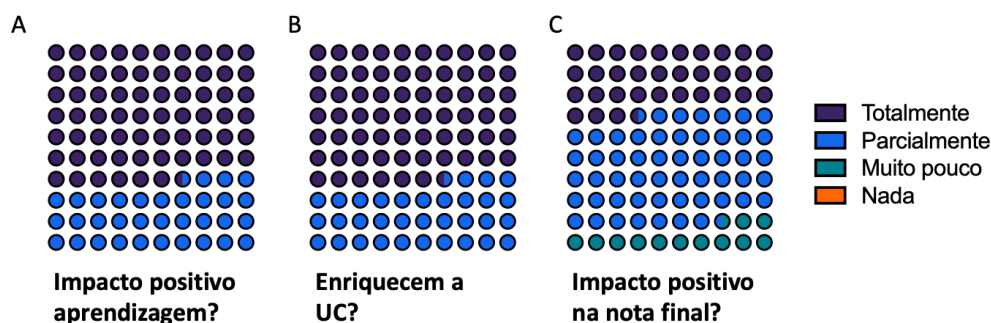 A
B
C
Totalmente
Parcialmente
Muito pouco
Nada
Impacto positivo
aprendizagem?
Enriquecem a
UC?
Impacto positivo
na nota final?